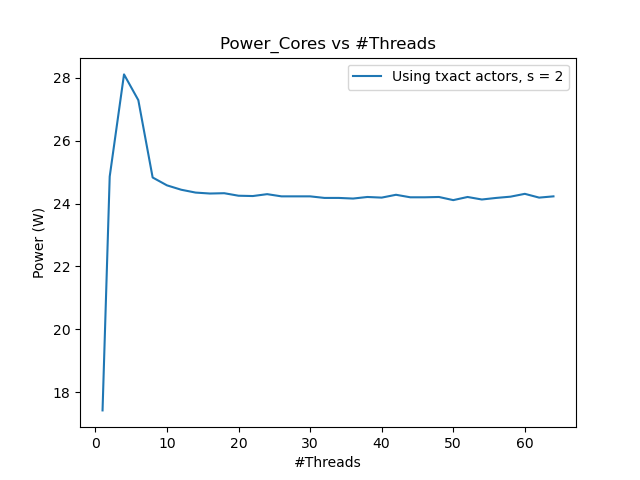 Power_Cores vs #Threads
Using txact actors, s = 2
28
26
24
22
20
18
Power (W)
0 10 20 30 40 50 60
#Threads